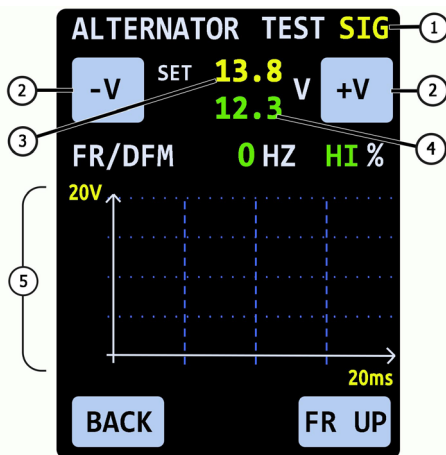 ALTERNATOR TEST SIG 1
2 -V SET 13.8 V +V 2
3 12.3 4
FR/DFM 0 HZ HI %
20V
5
20ms
BACK FR UP